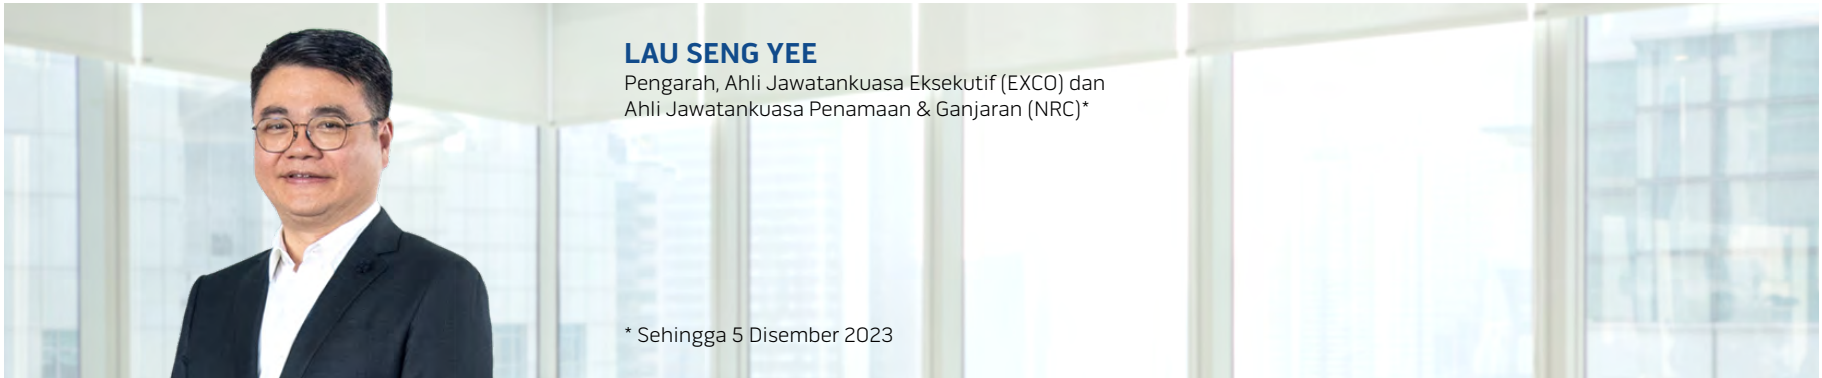 LAU SENG YEE
Pengarah, Ahli Jawatankuasa Eksekutif (EXCO) dan
Ahli Jawatankuasa Penamaan & Ganjaran (NRC)*
* Sehingga 5 Disember 2023